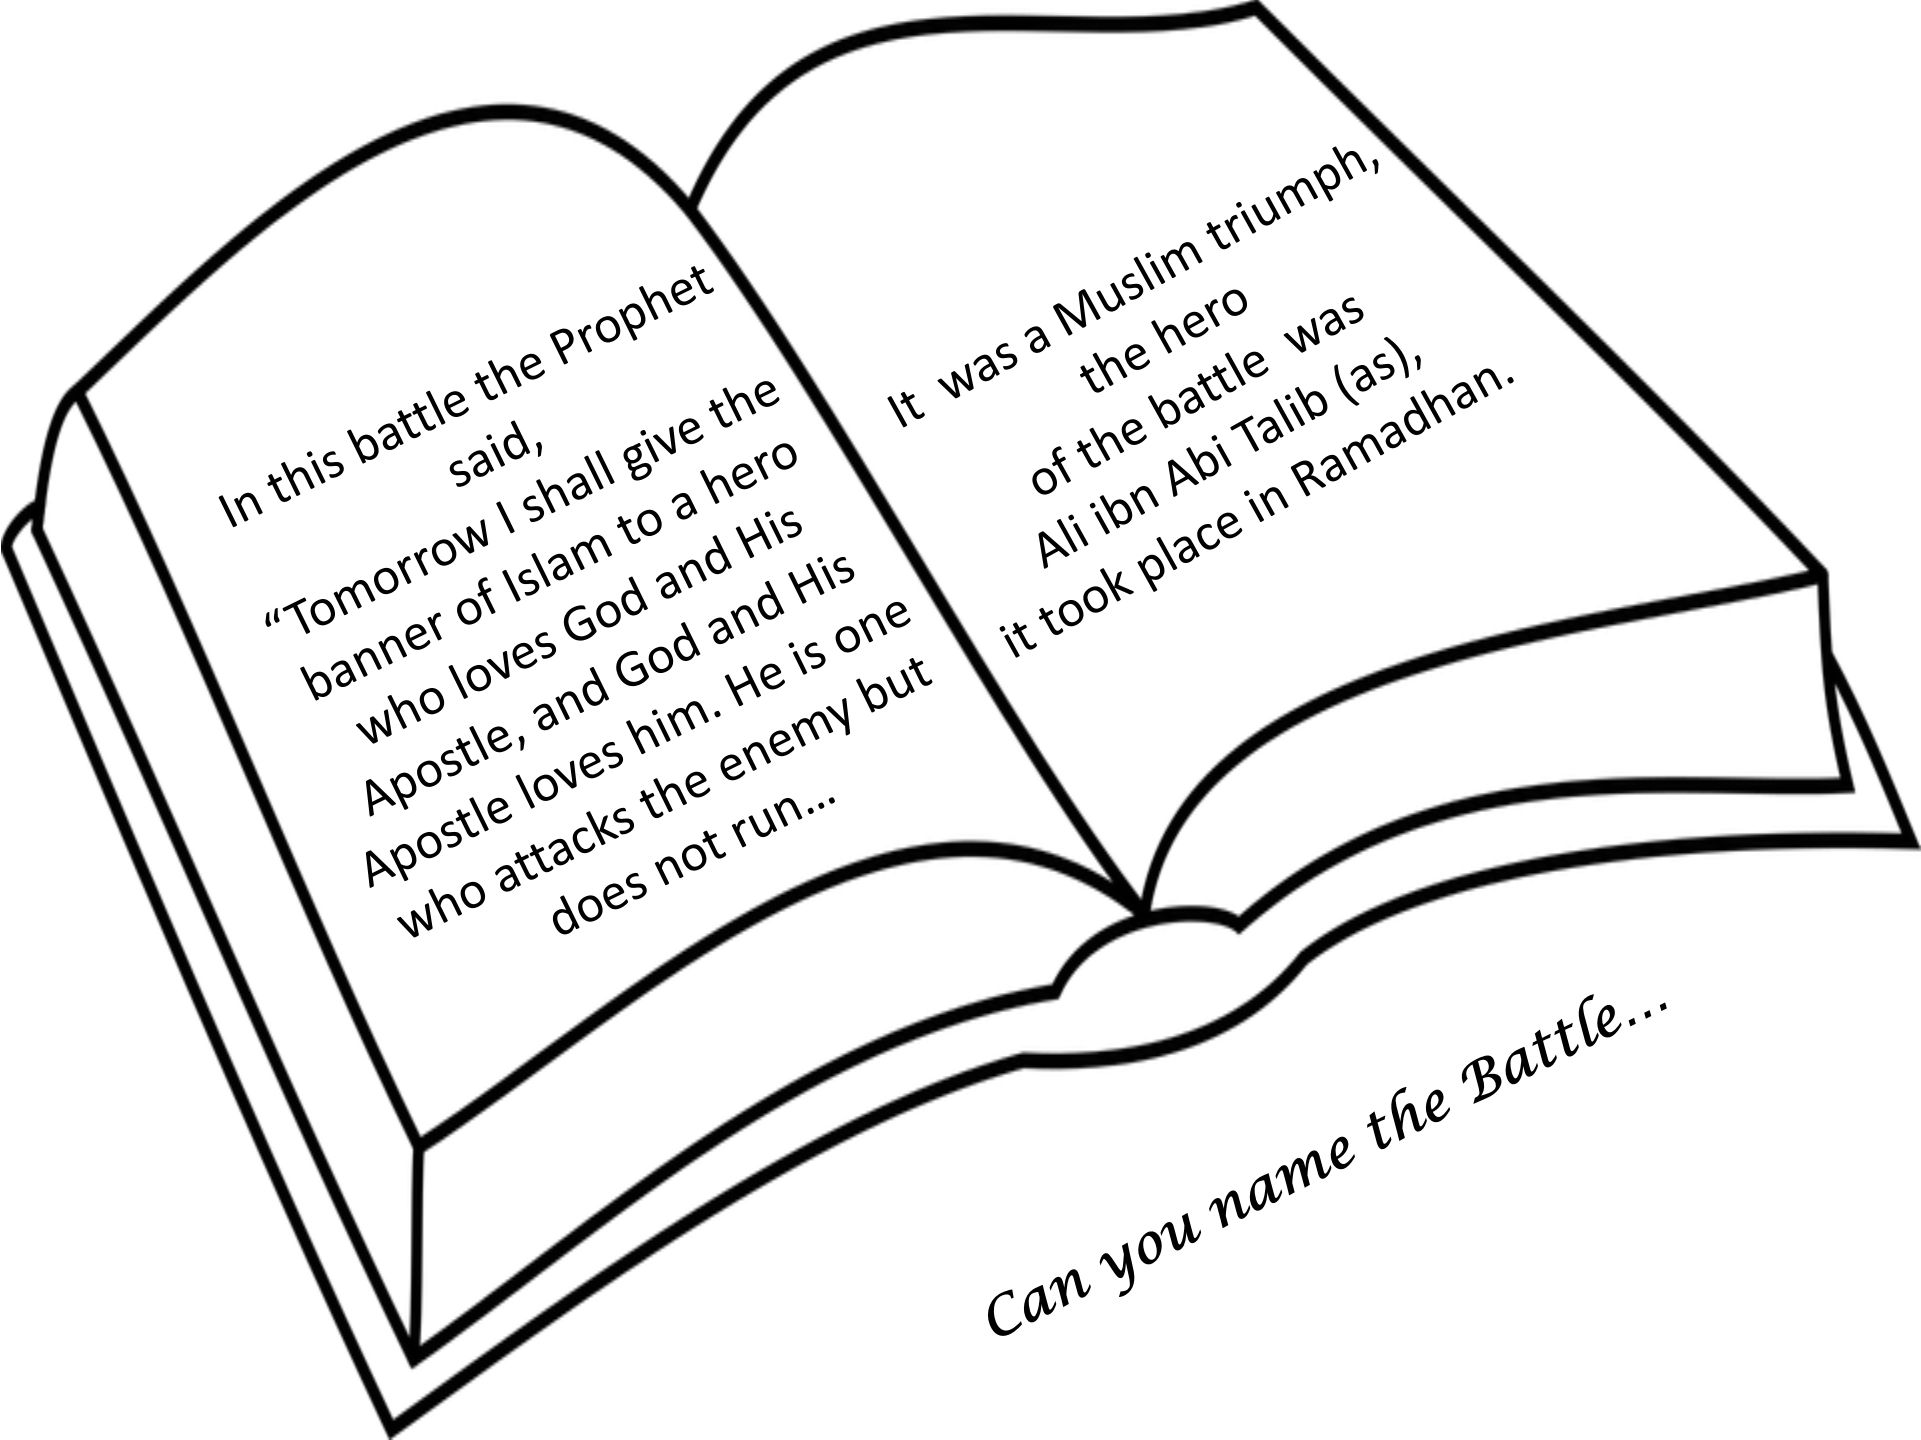 In this battle the Prophet
said,
“Tomorrow I shall give the
banner of Islam to a hero
who loves God and His
Apostle, and God and His
Apostle loves him. He is one
who attacks the enemy but
does not run…
It  was a Muslim triumph,
the hero
of the battle  was
Ali ibn Abi Talib (as),
it took place in Ramadhan.
Can you name the Battle…